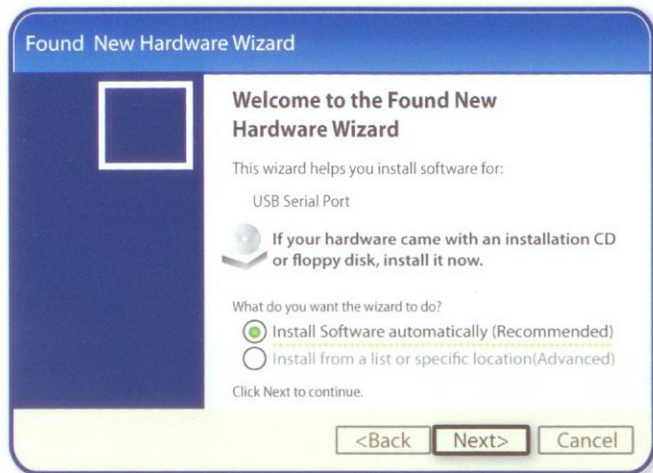 Found New Hardware Wizard
Welcome to the Found New
Hardware Wizard
This wizard helps you install software for:
USB Serial Port
If your hardware came with an installation CD
or floppy disk, install it now.
What do you want the wizard to do?
Install Software automatically (Recommended)
Install from a list or specific location(Advanced)
Click Next to continue.
<Back Next> Cancel